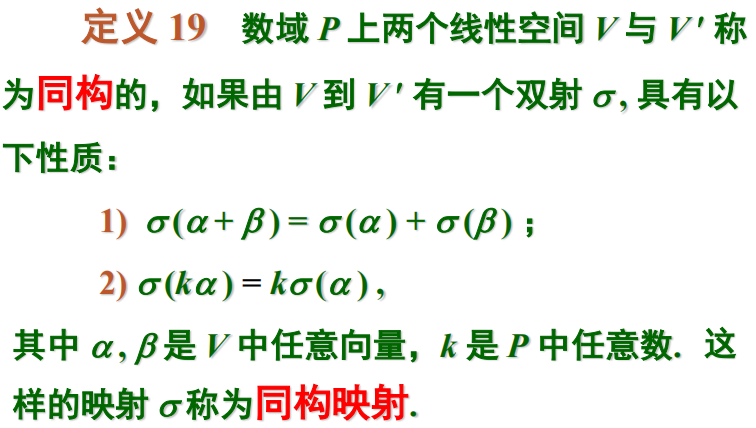 定义 19 数域 P 上两个线性空间 V 与 V′ 称
为同构的，如果由 V 到 V′ 有一个双射 σ, 具有以
下性质：
1) σ(α + β) = σ(α) + σ(β) ;
2) σ(kα) = kσ(α) ,
其中 α, β 是 V 中任意向量，k 是 P 中任意数. 这
样的映射 σ 称为同构映射.